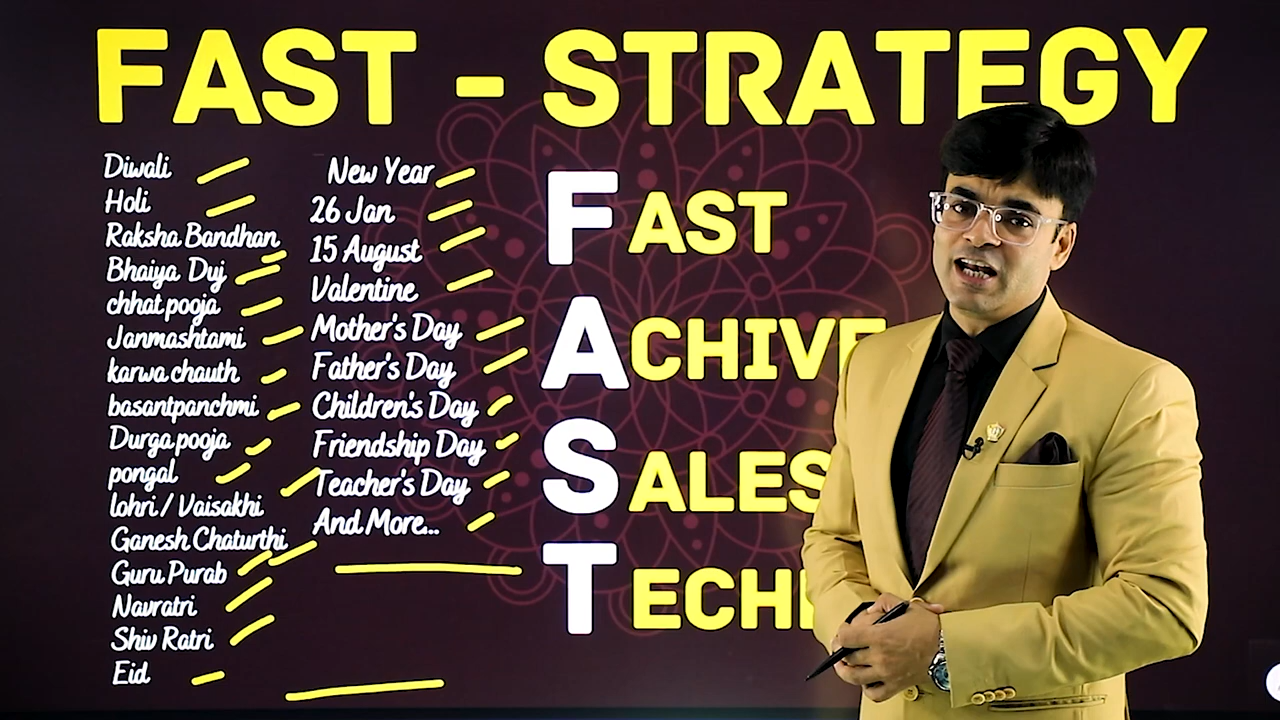 FAST - STRATEGY
Diwali
Holi
Raksha Bandhan
Bhaiya Duj
chhat pooja
Janmashtami
karwa chauth
basantpanchmi
Durga pooja
pongal
lohri / Vaisakhi
Ganesh Chaturthi
Guru Purab
Navratri
Shiv Ratri
Eid
New Year
26 Jan
15 August
Valentine
Mother's Day
Father's Day
Children's Day
Friendship Day
Teacher's Day
And More...
FAST
ACHIVE
SALES